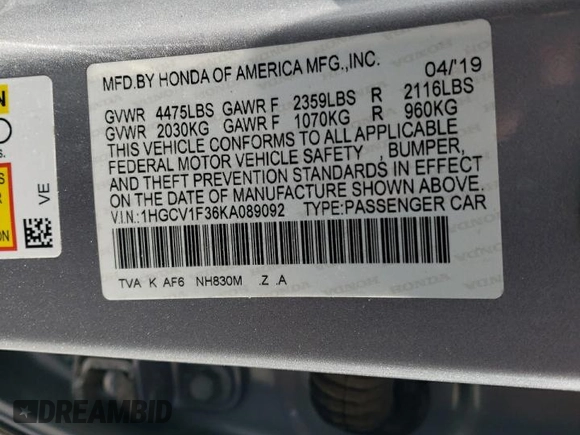 MFD.BY HONDA OF AMERICA MFG.,INC. 04/'19
GVWR 4475LBS GAWR F 2359LBS R 2116LBS
GVWR 2030KG GAWR F 1070KG R 960KG
THIS VEHICLE CONFORMS TO ALL APPLICABLE
FEDERAL MOTOR VEHICLE SAFETY , BUMPER,
AND THEFT PREVENTION STANDARDS IN EFFECT
ON THE DATE OF MANUFACTURE SHOWN ABOVE.
V.I.N.:1HGCV1F36KA089092 TYPE:PASSENGER CAR
TVA K AF6 NH830M .Z .A
VE
DREAMBID